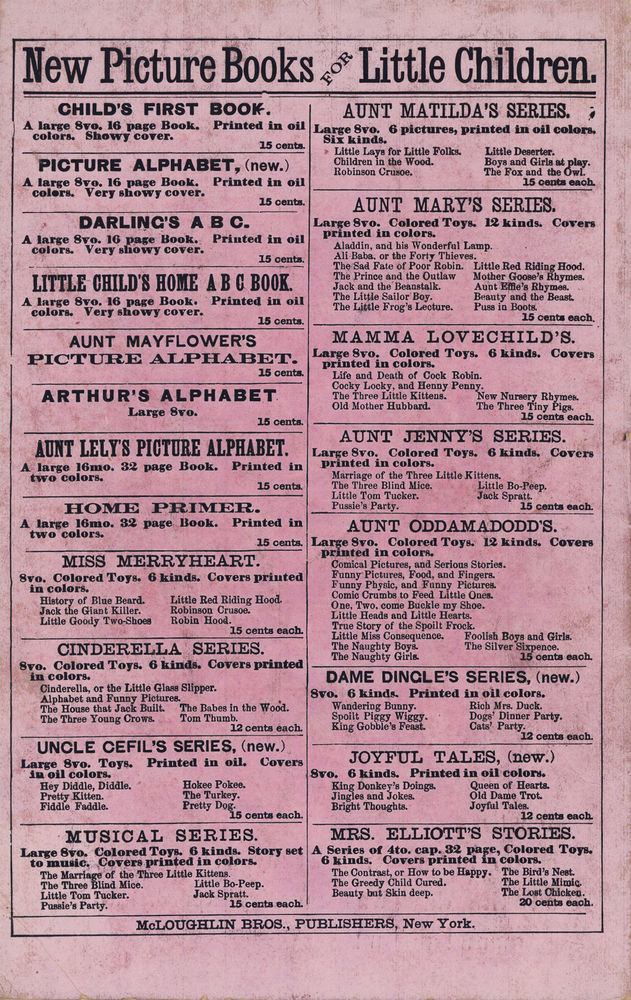 New Picture Books FOR Little Children.
CHILD'S FIRST BOOK.
A large 8vo. 16 page Book. Printed in oil
colors. Showy cover.
15 cents.
PICTURE ALPHABET, (new.)
A large 8vo. 16 page Book. Printed in oil
colors. Very showy cover.
15 cents.
DARLING'S A B C.
A large 8vo. 16 page Book. Printed in oil
colors. Very showy cover.
15 cents.
LITTLE CHILD'S HOME A B C BOOK.
A large 8vo. 16 page Book. Printed in oil
colors. Very showy cover.
15 cents.
AUNT MAYFLOWER'S
PICTURE ALPHABET.
15 cents.
ARTHUR'S ALPHABET
Large 8vo.
15 cents.
AUNT LELY'S PICTURE ALPHABET.
A large 16mo. 32 page Book. Printed in
two colors.
15 cents.
HOME PRIMER.
A large 16mo. 32 page Book. Printed in
two colors.
15 cents.
MISS MERRYHEART.
8vo. Colored Toys. 6 kinds. Covers printed
in colors.
History of Blue Beard. Little Red Riding Hood.
Jack the Giant Killer. Robinson Crusoe.
Little Goody Two-Shoes Robin Hood.
15 cents each.
CINDERELLA SERIES.
8vo. Colored Toys. 6 kinds. Covers printed
in colors.
Cinderella, or the Little Glass Slipper.
Alphabet and Funny Pictures.
The House that Jack Built. The Babes in the Wood.
The Three Young Crows. Tom Thumb.
12 cents each.
UNCLE CEFIL'S SERIES, (new.)
Large 8vo. Toys. Printed in oil. Covers
in oil colors.
Hey Diddle, Diddle. Hokee Pokee.
Pretty Kitten. The Turkey.
Fiddle Faddle. Pretty Dog.
15 cents each.
MUSICAL SERIES.
Large 8vo. Colored Toys. 6 kinds. Story set
to music. Covers printed in colors.
The Marriage of the Three Little Kittens.
The Three Blind Mice. Little Bo-Peep.
Little Tom Tucker. Jack Spratt.
Pussie's Party. 15 cents each.
AUNT MATILDA'S SERIES.
Large 8vo. 6 pictures, printed in oil colors.
Six kinds.
Little Lays for Little Folks. Little Deserter.
Children in the Wood. Boys and Girls at play.
Robinson Crusoe. The Fox and the Owl.
15 cents each.
AUNT MARY'S SERIES.
Large 8vo. Colored Toys. 12 kinds. Covers
printed in colors.
Aladdin, and his Wonderful Lamp.
Ali Baba, or the Forty Thieves.
The Sad Fate of Poor Robin. Little Red Riding Hood.
The Prince and the Outlaw Mother Goose's Rhymes.
Jack and the Beanstalk. Aunt Effie's Rhymes.
The Little Sailor Boy. Beauty and the Beast.
The Little Frog's Lecture. Puss in Boots.
15 cents each.
MAMMA LOVECHILD'S.
Large 8vo. Colored Toys. 6 kinds. Covers
printed in colors.
Life and Death of Cock Robin.
Cocky Locky, and Henny Penny.
The Three Little Kittens. New Nursery Rhymes.
Old Mother Hubbard. The Three Tiny Pigs.
15 cents each.
AUNT JENNY'S SERIES.
Large 8vo. Colored Toys. 6 kinds. Covers
printed in colors.
Marriage of the Three Little Kittens.
The Three Blind Mice. Little Bo-Peep.
Little Tom Tucker. Jack Spratt.
Pussie's Party. 15 cents each.
AUNT ODDAMADODD'S.
Large 8vo. Colored Toys. 12 kinds. Covers
printed in colors.
Comical Pictures, and Serious Stories.
Funny Pictures, Food, and Fingers.
Funny Physic, and Funny Pictures.
Comic Crumbs to Feed Little Ones.
One, Two, come Buckle my Shoe.
Little Heads and Little Hearts.
True Story of the Spoilt Frock.
Little Miss Consequence. Foolish Boys and Girls.
The Naughty Boys. The Silver Sixpence.
The Naughty Girls. 15 cents each.
DAME DINGLE'S SERIES, (new.)
8vo. 6 kinds. Printed in oil colors.
Wandering Bunny. Rich Mrs. Duck.
Spoilt Piggy Wiggy. Dogs' Dinner Party.
King Gobble's Feast. Cats' Party.
12 cents each.
JOYFUL TALES, (new.)
8vo. 6 kinds. Printed in oil colors.
King Donkey's Doings. Queen of Hearts.
Jingles and Jokes. Old Dame Trot.
Bright Thoughts. Joyful Tales.
12 cents each.
MRS. ELLIOTT'S STORIES.
A Series of 4to. cap. 32 page, Colored Toys.
6 kinds. Covers printed in colors.
The Contrast, or How to be Happy. The Bird's Nest.
The Greedy Child Cured. The Little Mimic.
Beauty but Skin deep. The Lost Chicken.
20 cents each.
McLOUGHLIN BROS., PUBLISHERS, New York.